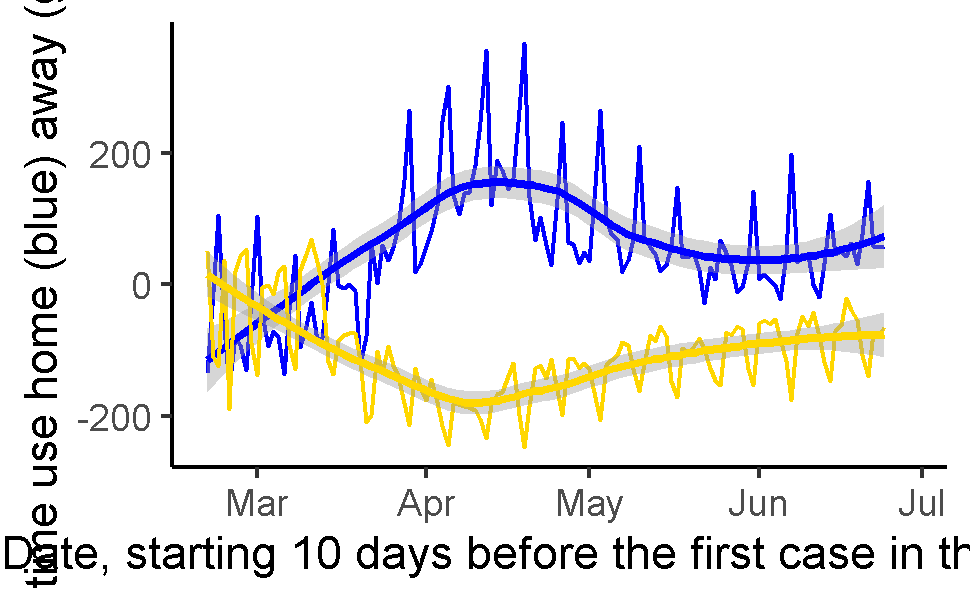 time use home (blue) away (
200
0
-200
Mar Apr May Jun Jul
Date, starting 10 days before the first case in th